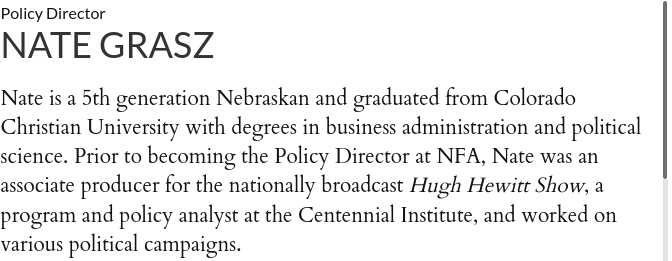 Policy Director
NATE GRASZ
Nate is a 5th generation Nebraskan and graduated from Colorado
Christian University with degrees in business administration and political
science. Prior to becoming the Policy Director at NFA, Nate was an
associate producer for the nationally broadcast Hugh Hewitt Show, a
program and policy analyst at the Centennial Institute, and worked on
various political campaigns.